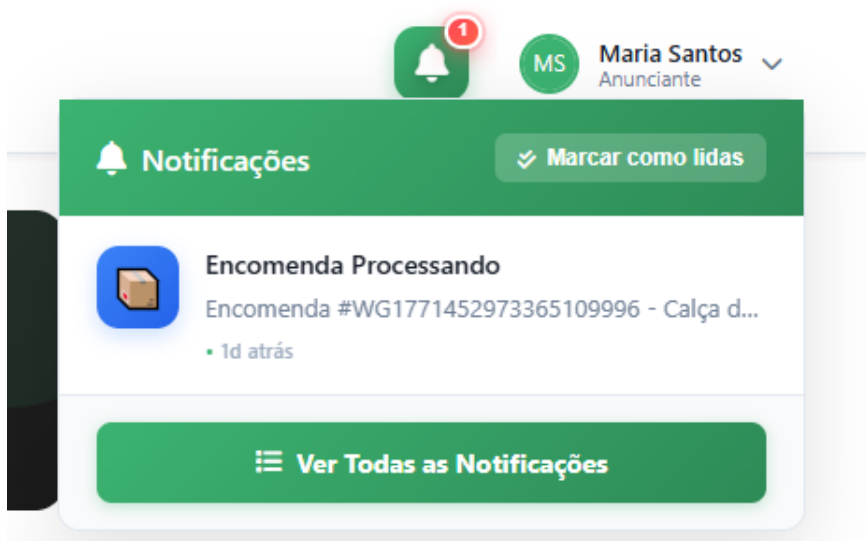 1
MS
Maria Santos
Anunciante
Notificações
Marcar como lidas
Encomenda Processando
Encomenda #WG1771452973365109996 - Calça d...
• 1d atrás
Ver Todas as Notificações